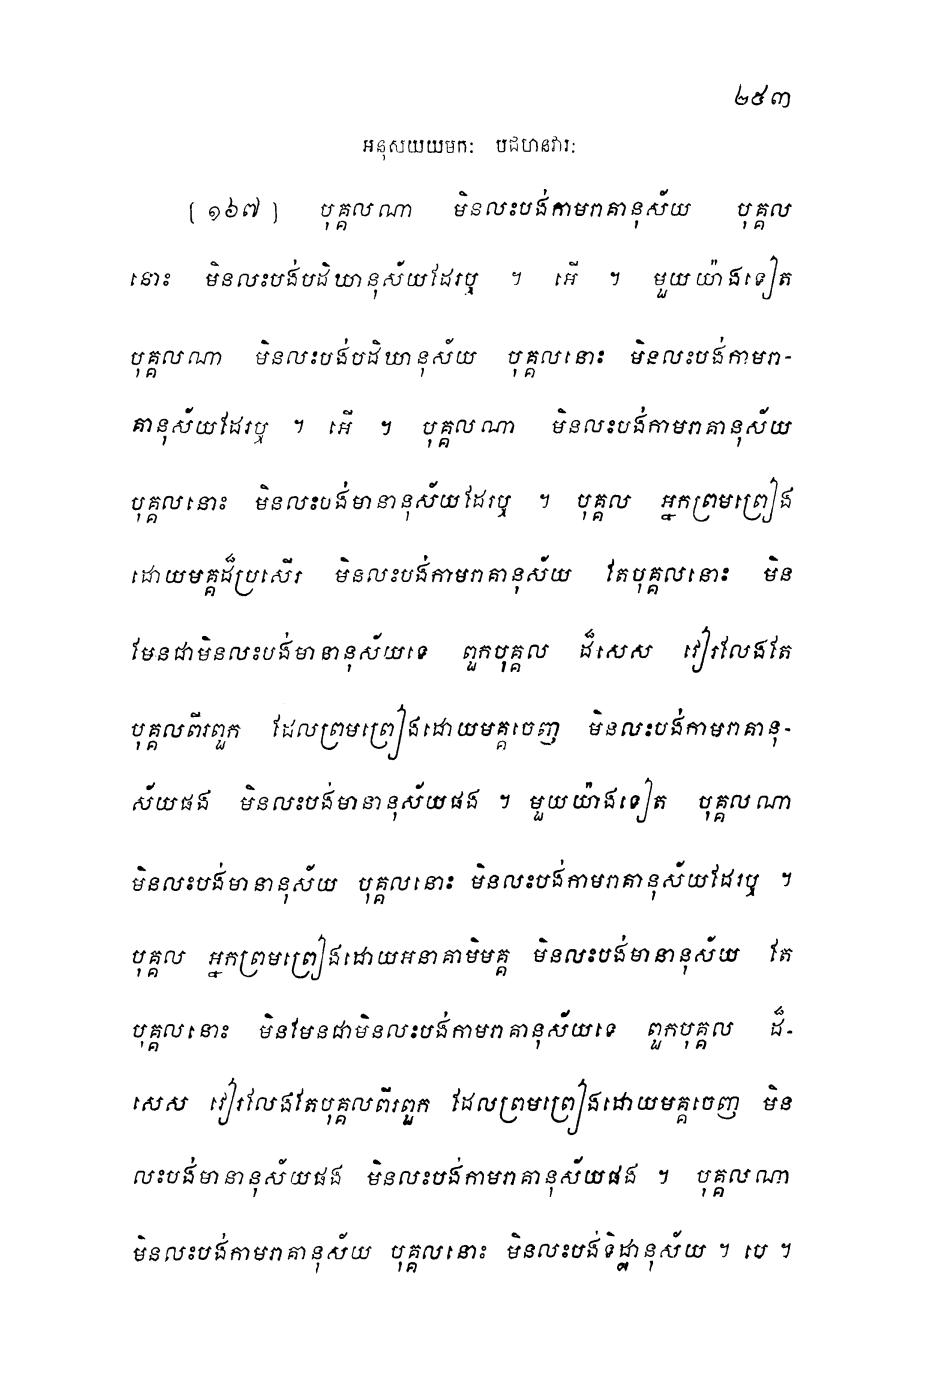 ២៥៣
អនុសយយមកៈ បជហនវារៈ
[ ១៦៧ ] បុគ្គលណា មិនលះបង់កាមរាគានុស័យ បុគ្គល
នោះ មិនលះបង់បដិឃានុស័យដែរឬ ។ អើ ។ មួយយ៉ាងទៀត
បុគ្គលណា មិនលះបង់បដិឃានុស័យ បុគ្គលនោះ មិនលះបង់កាមរា-
គានុស័យដែរឬ ។ អើ ។ បុគ្គលណា មិនលះបង់កាមរាគានុស័យ
បុគ្គលនោះ មិនលះបង់មានានុស័យដែរឬ ។ បុគ្គល អ្នកព្រមព្រៀង
ដោយមគ្គដ៏ប្រសើរ មិនលះបង់កាមរាគានុស័យ តែបុគ្គលនោះ មិន
មែនជាមិនលះបង់មានានុស័យទេ ពួកបុគ្គល ដ៏សេស វៀរលែងតែ
បុគ្គលពីរពួក ដែលព្រមព្រៀងដោយមគ្គចេញ មិនលះបង់កាមរាគានុ-
ស័យផង មិនលះបង់មានានុស័យផង ។ មួយយ៉ាងទៀត បុគ្គលណា
មិនលះបង់មានានុស័យ បុគ្គលនោះ មិនលះបង់កាមរាគានុស័យដែរឬ ។
បុគ្គល អ្នកព្រមព្រៀងដោយអនាគាមិមគ្គ មិនលះបង់មានានុស័យ តែ
បុគ្គលនោះ មិនមែនជាមិនលះបង់កាមរាគានុស័យទេ ពួកបុគ្គល ដ៏-
សេស វៀរលែងតែបុគ្គលពីរពួក ដែលព្រមព្រៀងដោយមគ្គចេញ មិន
លះបង់មានានុស័យផង មិនលះបង់កាមរាគានុស័យផង ។ បុគ្គលណា
មិនលះបង់កាមរាគានុស័យ បុគ្គលនោះ មិនលះបង់ទិដ្ឋានុស័យ ។ បេ ។